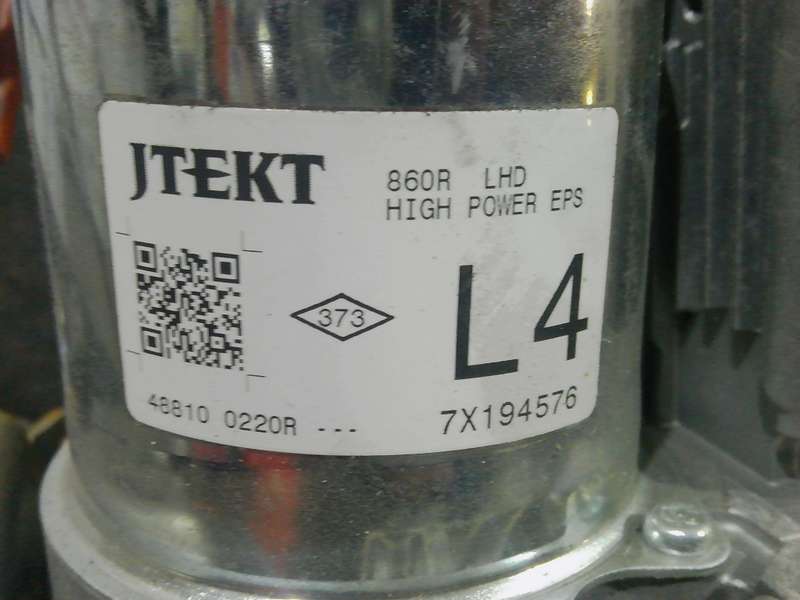 JTEKT
860R LHD
HIGH POWER EPS
373
L4
48810 0220R ---
7X194576